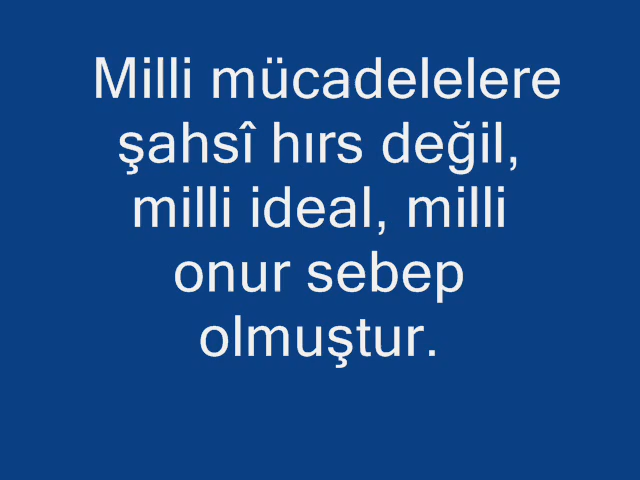 Milli mücadelelere
şahsî hırs değil,
milli ideal, milli
onur sebep
olmuştur.